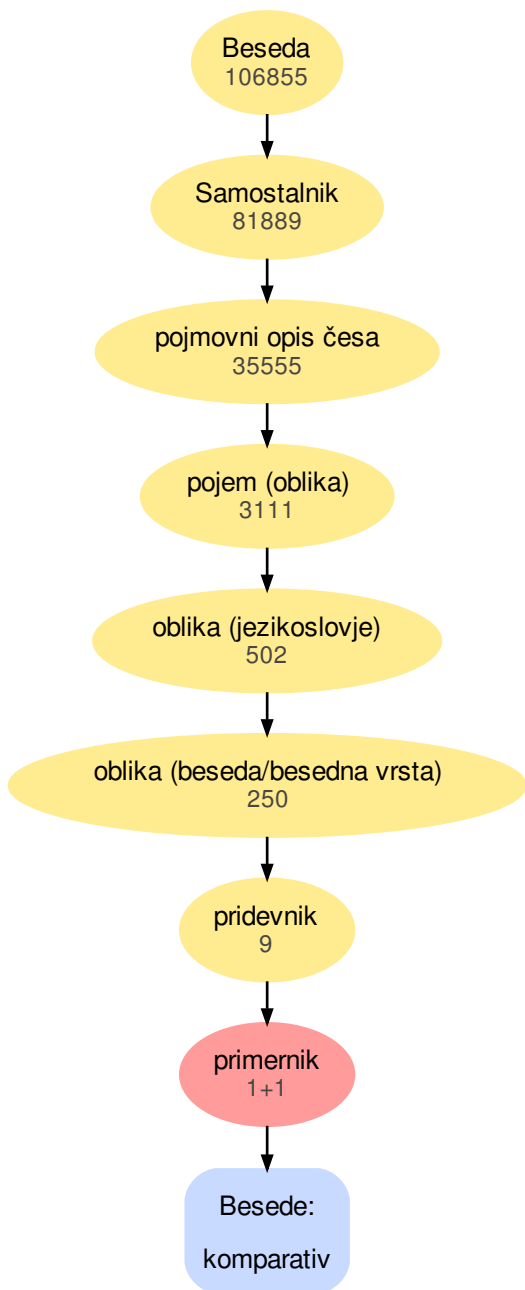 Beseda
106855
Samostalnik
81889
pojmovni opis česa
35555
pojem (oblika)
3111
oblika (jezikoslovje)
502
oblika (beseda/besedna vrsta)
250
pridevnik
9
primernik
1+1
Besede:
komparativ